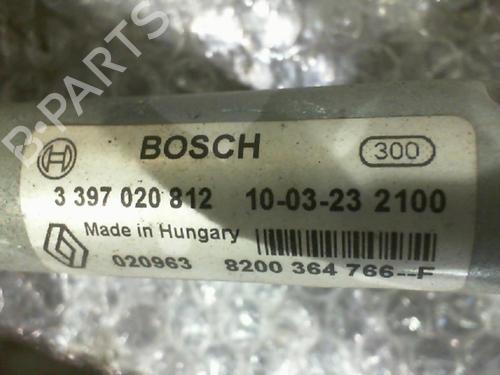 B-PARTS
BOSCH 300
3 397 020 812 10-03-23 2100
Made in Hungary
020963 8200 364 766--F